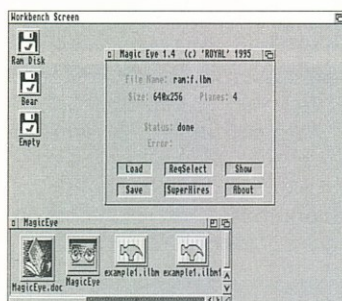 Workbench Screen
Ram Disk
Bear
Empty
Magic Eye 1.4 (c) 'ROYAL' 1995
File Name: ram:f.lbm
Size: 640x256 Planes: 4
Status: done
Error:
Load ReqSelect Show
Save SuperHires About
MagicEye
MagicEye.doc MagicEye example1.ilbm example1.ilbm!